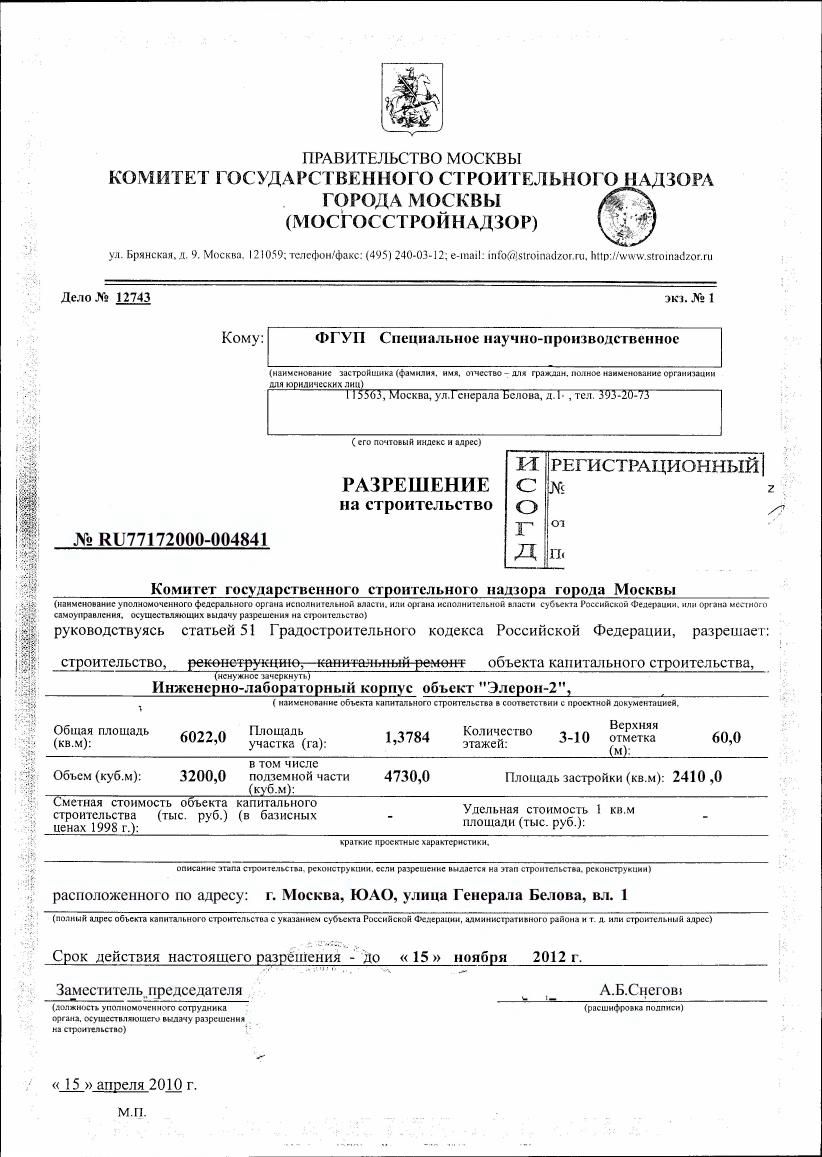 ПРАВИТЕЛЬСТВО МОСКВЫ
КОМИТЕТ ГОСУДАРСТВЕННОГО СТРОИТЕЛЬНОГО НАДЗОРА
ГОРОДА МОСКВЫ
(МОСГОССТРОЙНАДЗОР)
ул. Брянская, д. 9. Москва, 121059; телефон/факс: (495) 240-03-12; e-mail: info@stroinadzor.ru, http://www.stroinadzor.ru
Дело № 12743 экз. № 1
Кому: ФГУП Специальное научно-производственное
(наименование застройщика (фамилия, имя, отчество – для граждан, полное наименование организации
для юридических лиц)
115563, Москва, ул.Генерала Белова, д.1- , тел. 393-20-73
( его почтовый индекс и адрес)
ИСОГД
РЕГИСТРАЦИОННЫЙ
№
от
РАЗРЕШЕНИЕ
на строительство
№ RU77172000-004841
Комитет государственного строительного надзора города Москвы
(наименование уполномоченного федерального органа исполнительной власти, или органа исполнительной власти субъекта Российской Федерации, или органа местного
самоуправления, осуществляющих выдачу разрешения на строительство)
руководствуясь статьей 51 Градостроительного кодекса Российской Федерации, разрешает:
строительство, реконструкцию, капитальный ремонт объекта капитального строительства,
(ненужное зачеркнуть)
Инженерно-лабораторный корпус объект "Элерон-2",
( наименование объекта капитального строительства в соответствии с проектной документацией,
Общая площадь (кв.м): 6022,0 Площадь участка (га): 1,3784 Количество этажей: 3-10 Верхняя отметка (м): 60,0
Объем (куб.м): 3200,0 в том числе подземной части (куб.м): 4730,0 Площадь застройки (кв.м): 2410 ,0
Сметная стоимость объекта капитального строительства (тыс. руб.) (в базисных ценах 1998 г.): - Удельная стоимость 1 кв.м площади (тыс. руб.): -
краткие проектные характеристики,
описание этапа строительства, реконструкции, если разрешение выдается на этап строительства, реконструкции)
расположенного по адресу: г. Москва, ЮАО, улица Генерала Белова, вл. 1
(полный адрес объекта капитального строительства с указанием субъекта Российской Федерации, административного района и т. д. или строительный адрес)
Срок действия настоящего разрешения - до « 15 » ноября 2012 г.
Заместитель председателя А.Б.Снегов
(должность уполномоченного сотрудника (расшифровка подписи)
органа, осуществляющего выдачу разрешения
на строительство)
« 15 » апреля 2010 г.
М.П.